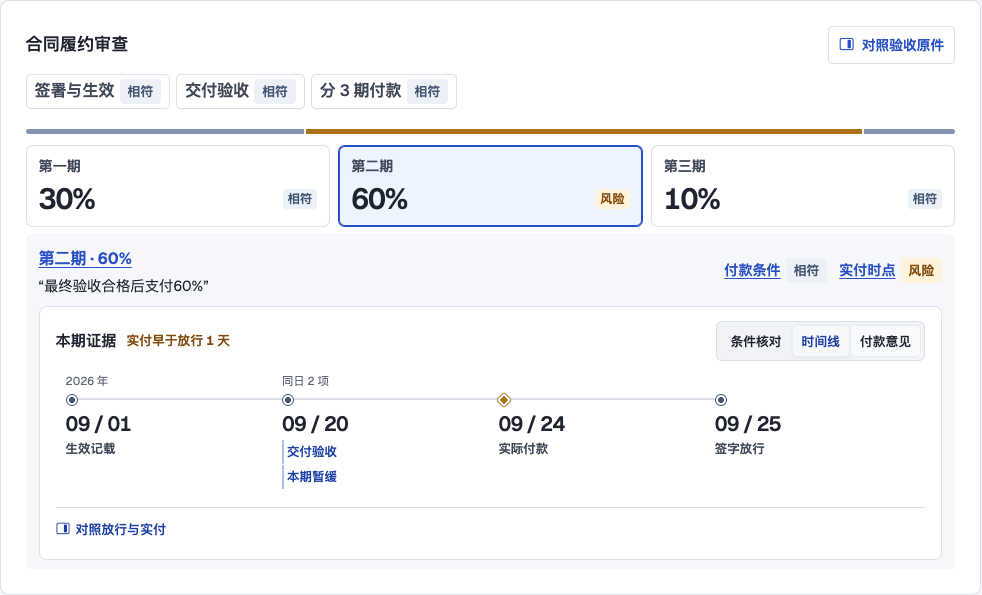 合同履约审查
对照验收原件
签署与生效 相符 交付验收 相符 分 3 期付款 相符
第一期
30% 相符
第二期
60% 风险
第三期
10% 相符
第二期 · 60%
“最终验收合格后支付60%”
付款条件 相符 实付时点 风险
本期证据 实付早于放行 1 天
条件核对 时间线 付款意见
2026 年
09 / 01
生效记载
同日 2 项
09 / 20
交付验收
本期暂缓
09 / 24
实际付款
09 / 25
签字放行
对照放行与实付